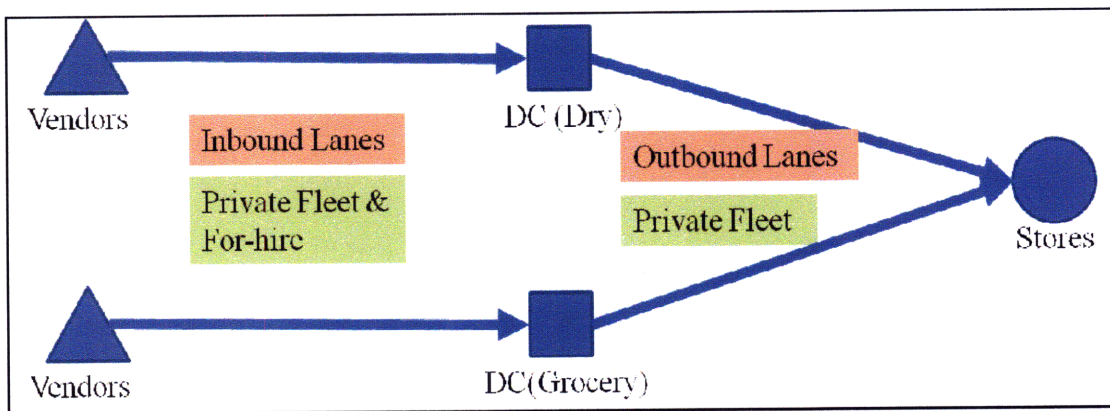 Vendors
DC (Dry)
Inbound Lanes
Outbound Lanes
Private Fleet &
For-hire
Private Fleet
Stores
Vendors
DC(Grocery)